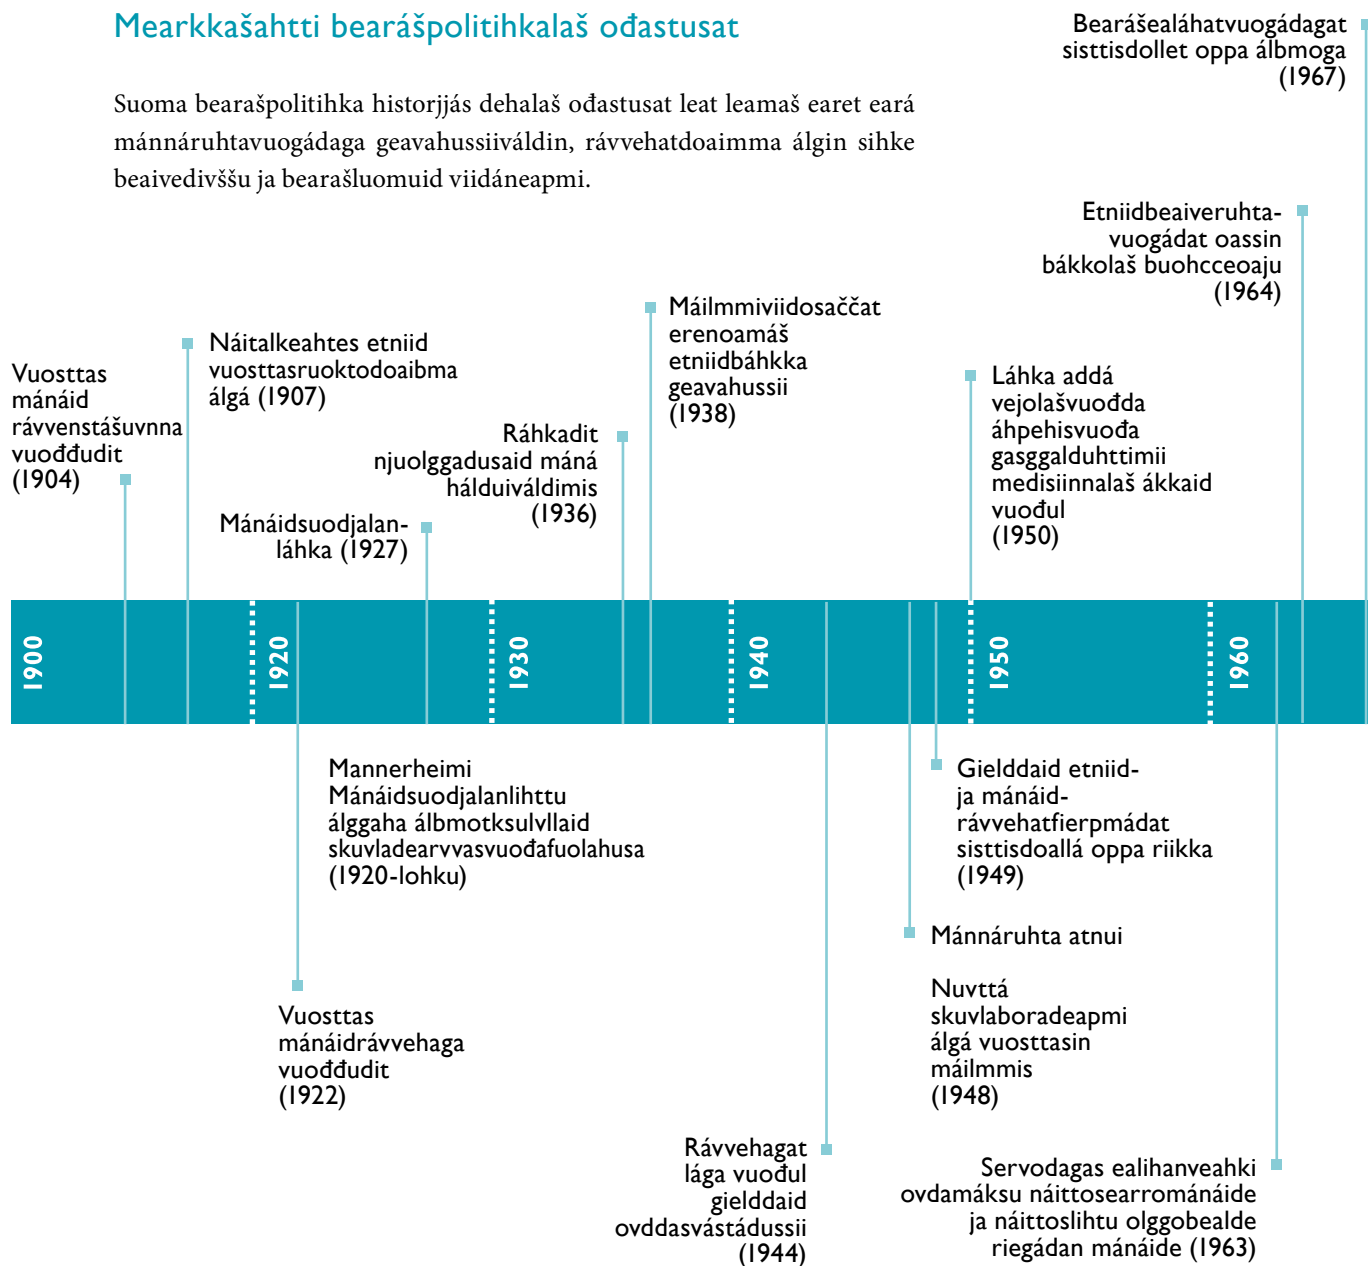 Mearkkašahtti bearášpolitihkalaš ođastusat
Suoma bearašpolitihka historjjás dehalaš ođastusat leat leamaš earet eará
mánnáruhtavuogádaga geavahussiiváldin, rávvehatdoaimma álgin sihke
beaivedivššu ja bearašluomuid viidáneapmi.
Bearášealáhatvuogádagat
sisttisdollet oppa álbmoga
(1967)
Etniidbeaiveruhta-
vuogádat oassin
bákkolaš buohcceoaju
(1964)
Vuosttas
mánáid
rávvenstášuvnna
vuođđudit
(1904)
Náitalkeahtes etniid
vuosttasruoktodoaibma
álgá (1907)
Mánáidsuodjalan-
láhka (1927)
Ráhkadit
njuolggadusaid máná
hálduiváldimis
(1936)
Máilmmiviidosaččat
erenoamáš
etniidbáhkka
geavahussii
(1938)
Láhka addá
vejolašvuođda
áhpehisvuođa
gasggalduhttimii
medisiinnalaš ákkaid
vuođul
(1950)
1900
1920
1930
1940
1950
1960
Mannerheimi
Mánáidsuodjalanlihttu
álggaha álbmotksulvllaid
skuvladearvvasvuođafuolahusa
(1920-lohku)
Vuosttas
mánáidrávvehaga
vuođđudit
(1922)
Rávvehagat
lága vuođul
gielddaid
ovddasvástádussii
(1944)
Gielddaid etniid-
ja mánáid-
rávvehatfierpmádat
sisttisdoallá oppa riikka
(1949)
Mánnáruhta atnui
Nuvttá
skuvlaboradeapmi
álgá vuosttasin
máilmmis
(1948)
Servodagas ealihanveahki
ovdamáksu náittosearrománáide
ja náittoslihtu olggobealde
riegádan mánáide (1963)